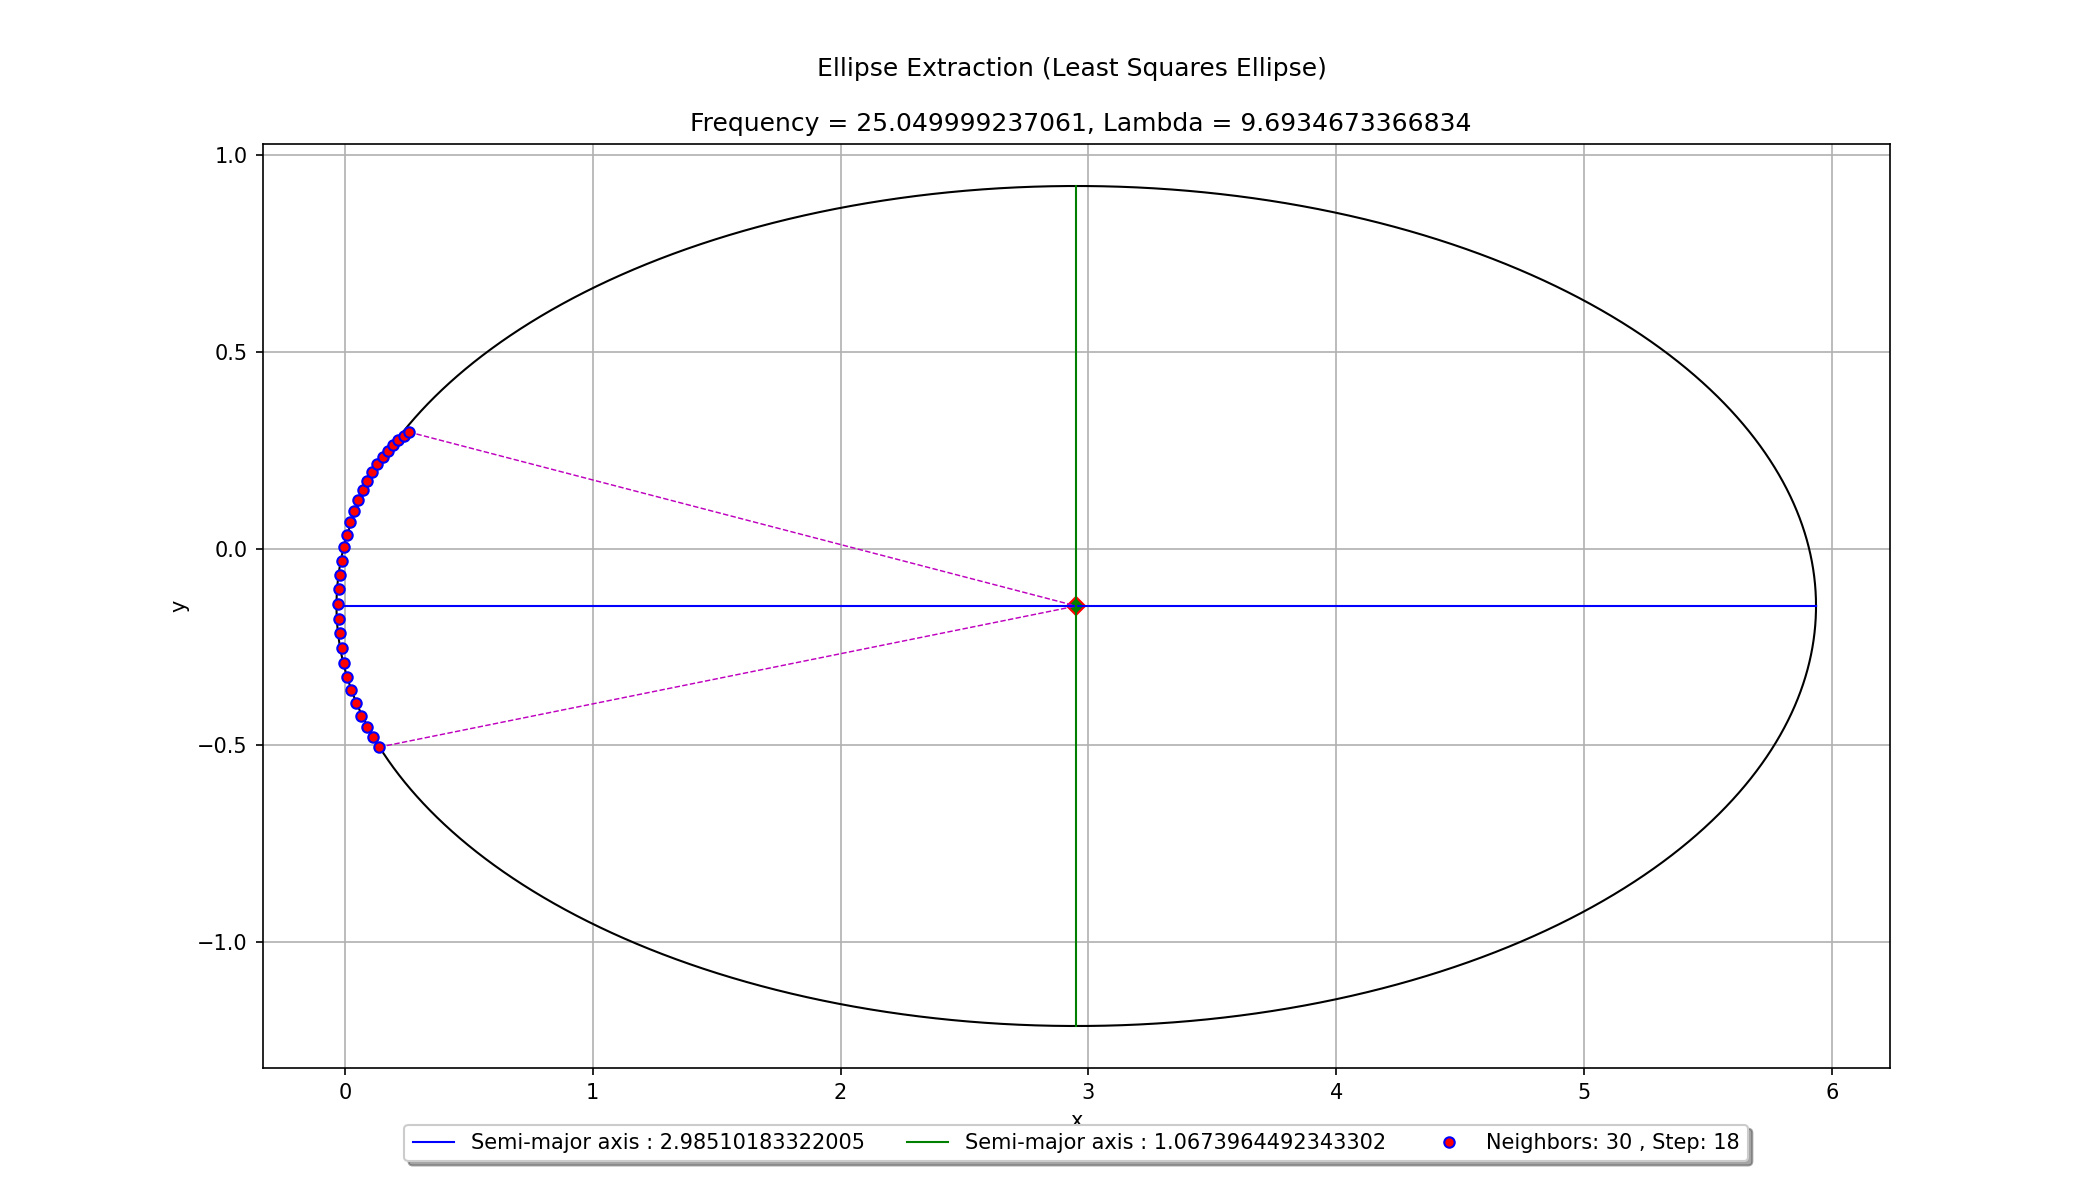 Ellipse Extraction (Least Squares Ellipse)
Frequency = 25.049999237061, Lambda = 9.6934673366834
1.0
0.5
0.0
−0.5
−1.0
y
0 1 2 3 4 5 6
x
Semi-major axis : 2.98510183322005 Semi-major axis : 1.0673964492343302 Neighbors: 30 , Step: 18